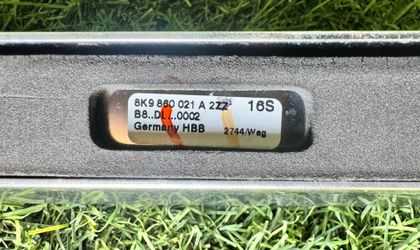 8K9 860 021 A 2ZZ 16S
B8..DL...0002
Germany HBB 2744/Wag